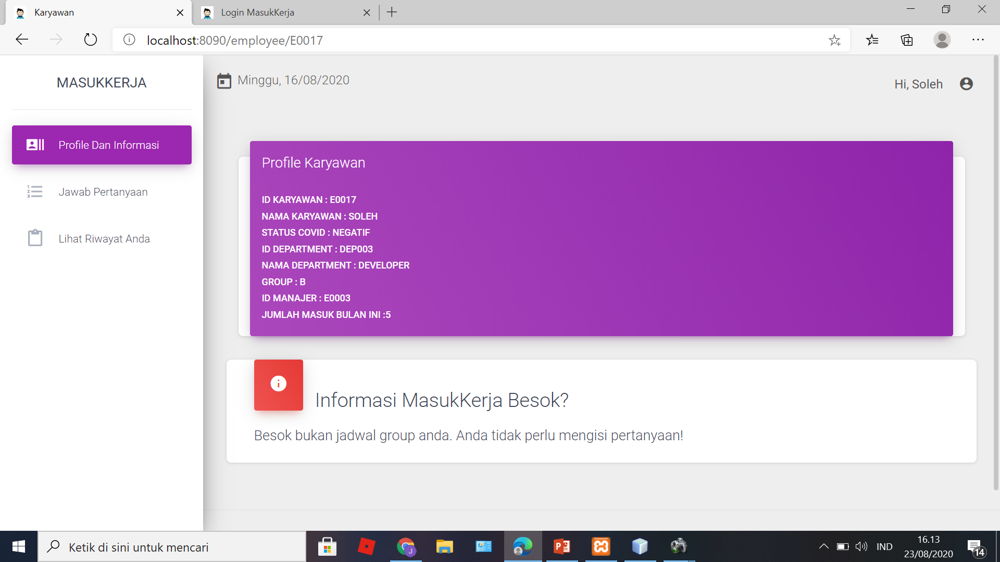 Karyawan
Login MasukKerja
localhost:8090/employee/E0017
MASUKKERJA
Profile Dan Informasi
Jawab Pertanyaan
Lihat Riwayat Anda
Minggu, 16/08/2020
Hi, Soleh
Profile Karyawan
ID KARYAWAN : E0017
NAMA KARYAWAN : SOLEH
STATUS COVID : NEGATIF
ID DEPARTMENT : DEP003
NAMA DEPARTMENT : DEVELOPER
GROUP : B
ID MANAJER : E0003
JUMLAH MASUK BULAN INI :5
Informasi MasukKerja Besok?
Besok bukan jadwal group anda. Anda tidak perlu mengisi pertanyaan!
Ketik di sini untuk mencari
IND
16.13
23/08/2020
14